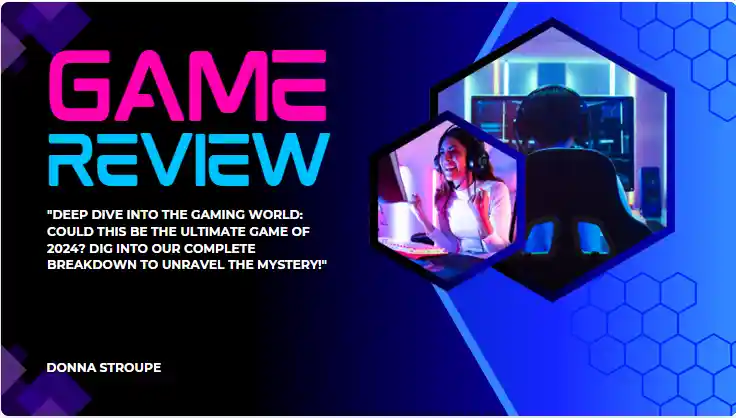 GAME
REVIEW
"DEEP DIVE INTO THE GAMING WORLD:
COULD THIS BE THE ULTIMATE GAME OF
2024? DIG INTO OUR COMPLETE
BREAKDOWN TO UNRAVEL THE MYSTERY!"
DONNA STROUPE